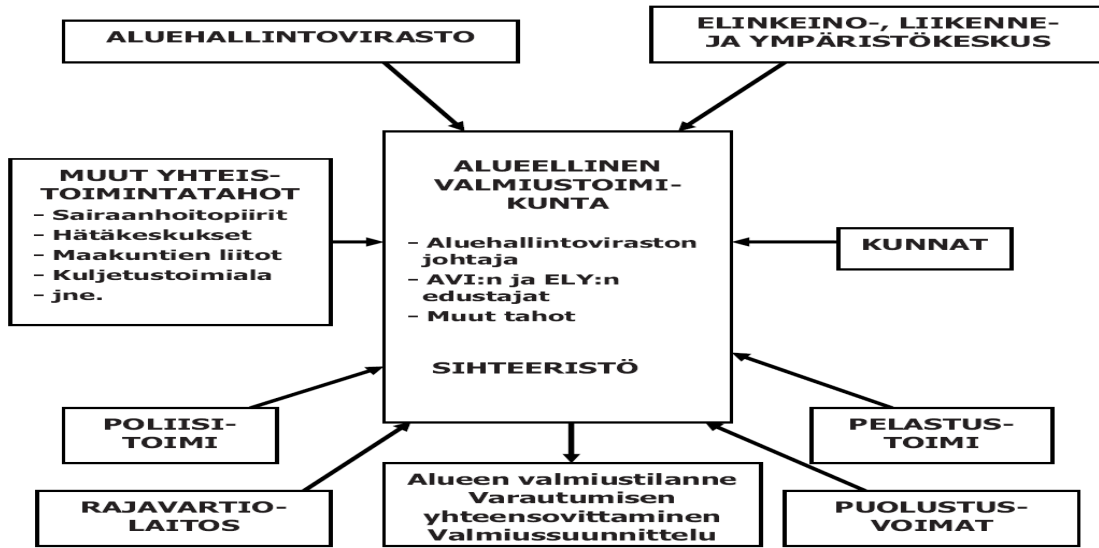 ALUEHALLINTOVIRASTO
ELINKEINO-, LIIKENNE-
JA YMPÄRISTÖKESKUS
MUUT YHTEIS-
TOIMINTATAHOT
– Sairaanhoitopiirit
– Hätäkeskukset
– Maakuntien liitot
– Kuljetustoimiala
– jne.
ALUEELLINEN
VALMIUSTOIMI-
KUNTA
– Aluehallintoviraston
johtaja
– AVI:n ja ELY:n
edustajat
– Muut tahot
SIHTEERISTÖ
KUNNAT
POLIISI-
TOIMI
PELASTUS-
TOIMI
RAJAVARTIO-
LAITOS
Alueen valmiustilanne
Varautumisen
yhteensovittaminen
Valmiussuunnittelu
PUOLUSTUS-
VOIMAT